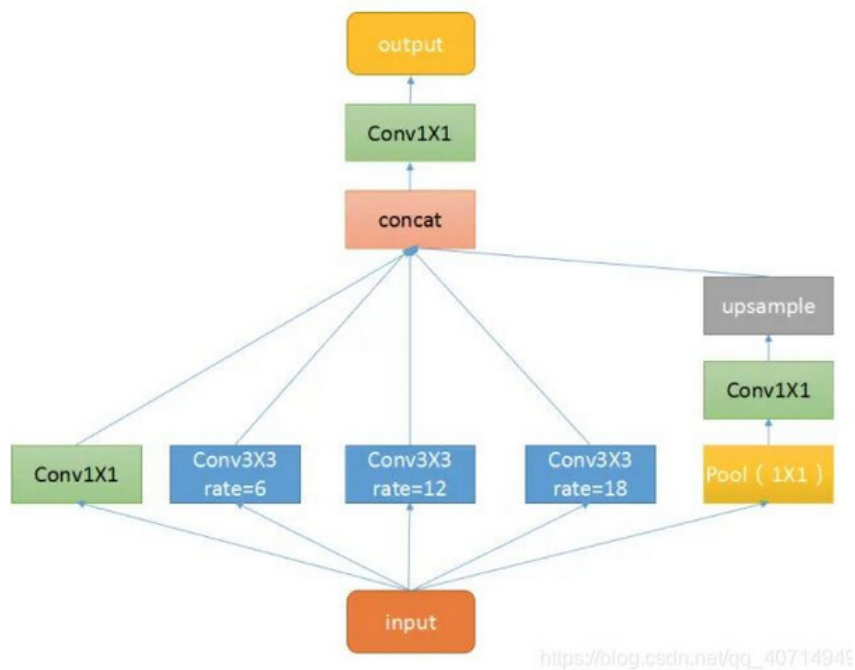 output
Conv1X1
concat
upsample
Conv1X1
Conv1X1
Conv3X3
rate=6
Conv3X3
rate=12
Conv3X3
rate=18
Pool ( 1X1 )
input
https://blog.csdn.net/qq_40714949